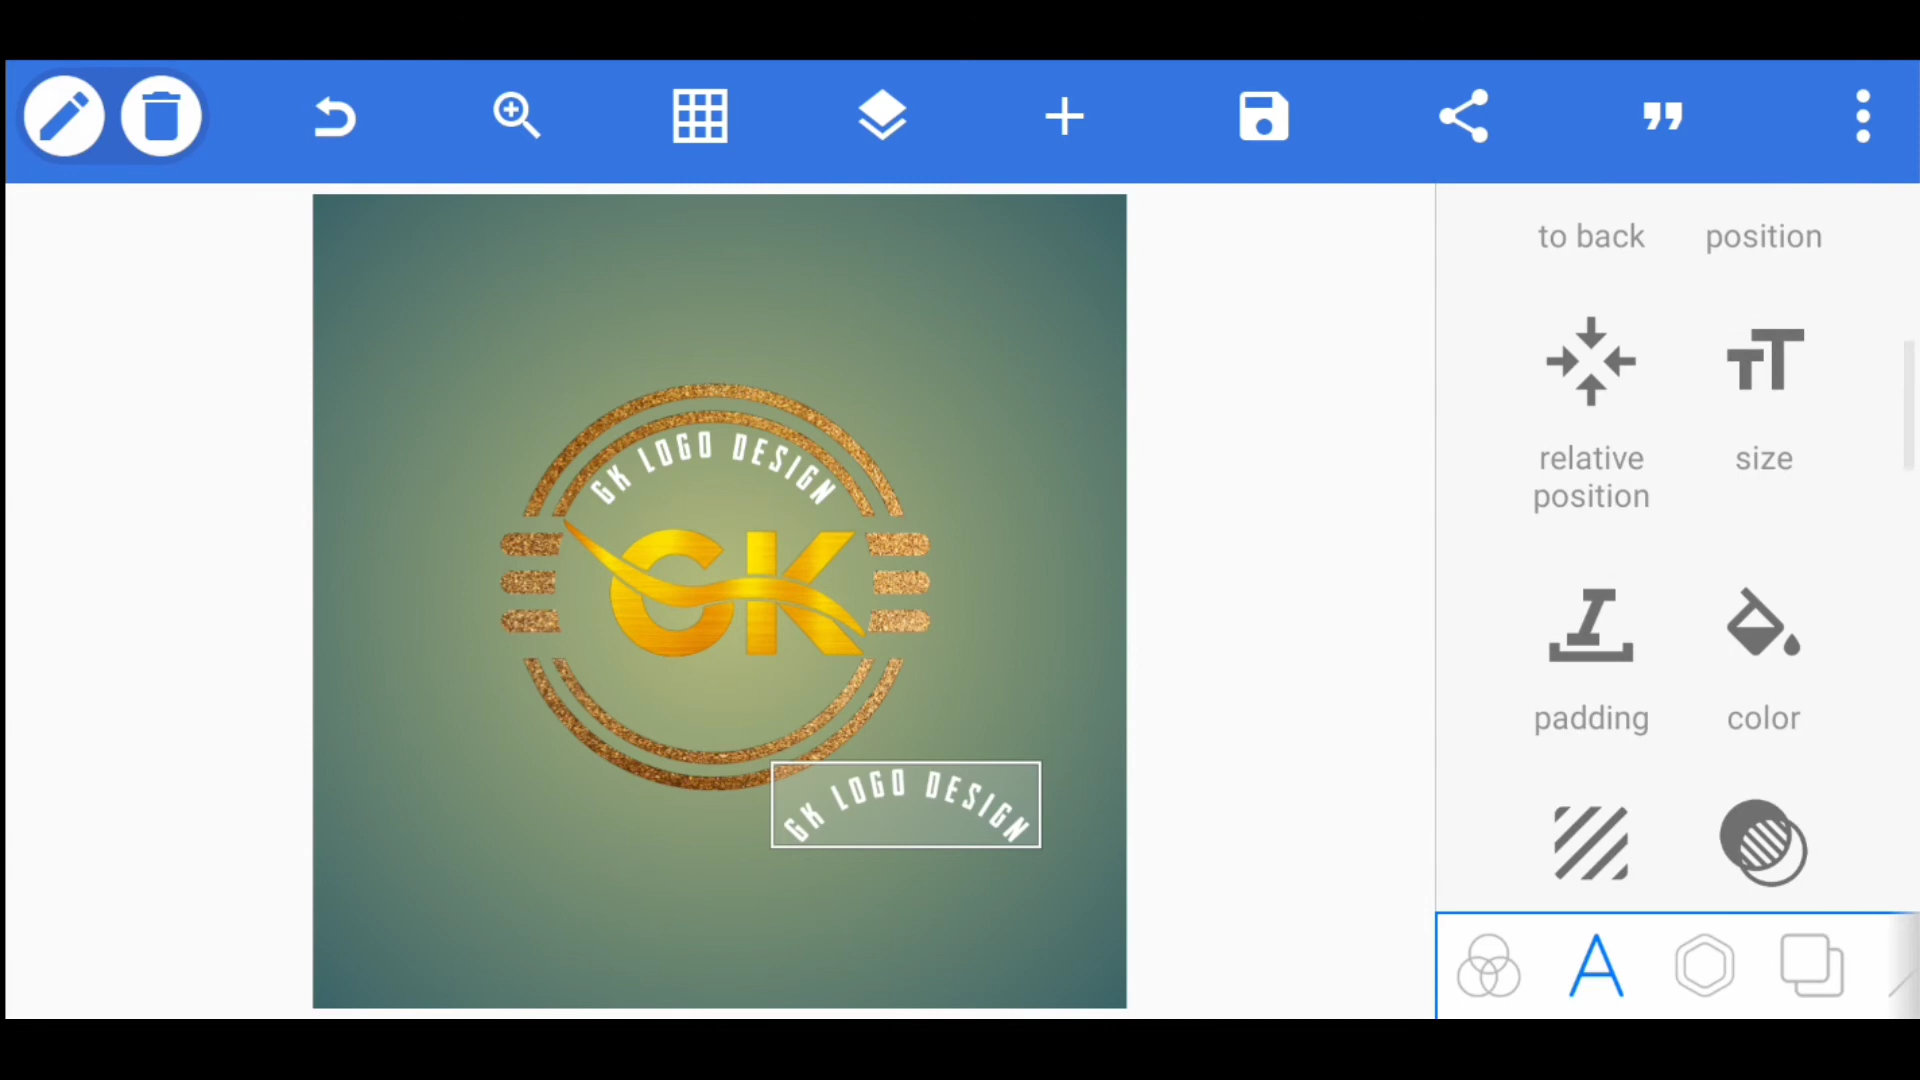 to back
position
relative
position
size
padding
color
GK LOGO DESIGN
GK
GK LOGO DESIGN